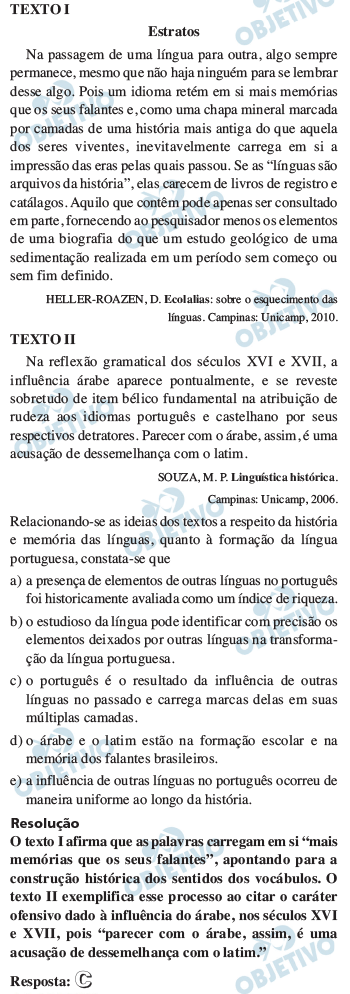 TEXTO I
Estratos
Na passagem de uma língua para outra, algo sempre
permanece, mesmo que não haja ninguém para se lembrar
desse algo. Pois um idioma retém em si mais memórias
que os seus falantes e, como uma chapa mineral marcada
por camadas de uma história mais antiga do que aquela
dos seres viventes, inevitavelmente carrega em si a
impressão das eras pelas quais passou. Se as “línguas são
arquivos da história”, elas carecem de livros de registro e
catálagos. Aquilo que contêm pode apenas ser consultado
em parte, fornecendo ao pesquisador menos os elementos
de uma biografia do que um estudo geológico de uma
sedimentação realizada em um período sem começo ou
sem fim definido.
HELLER-ROAZEN, D. Ecolalias: sobre o esquecimento das
línguas. Campinas: Unicamp, 2010.
TEXTO II
Na reflexão gramatical dos séculos XVI e XVII, a
influência árabe aparece pontualmente, e se reveste
sobretudo de item bélico fundamental na atribuição de
rudeza aos idiomas português e castelhano por seus
respectivos detratores. Parecer com o árabe, assim, é uma
acusação de dessemelhança com o latim.
SOUZA, M. P. Linguística histórica.
Campinas: Unicamp, 2006.
Relacionando-se as ideias dos textos a respeito da história
e memória das línguas, quanto à formação da língua
portuguesa, constata-se que
a) a presença de elementos de outras línguas no português
foi historicamente avaliada como um índice de riqueza.
b) o estudioso da língua pode identificar com precisão os
elementos deixados por outras línguas na transforma-
ção da língua portuguesa.
c) o português é o resultado da influência de outras
línguas no passado e carrega marcas delas em suas
múltiplas camadas.
d) o árabe e o latim estão na formação escolar e na
memória dos falantes brasileiros.
e) a influência de outras línguas no português ocorreu de
maneira uniforme ao longo da história.
Resolução
O texto I afirma que as palavras carregam em si “mais
memórias que os seus falantes”, apontando para a
construção histórica dos sentidos dos vocábulos. O
texto II exemplifica esse processo ao citar o caráter
ofensivo dado à influência do árabe, nos séculos XVI
e XVII, pois “parecer com o árabe, assim, é uma
acusação de dessemelhança com o latim.”
Resposta: C